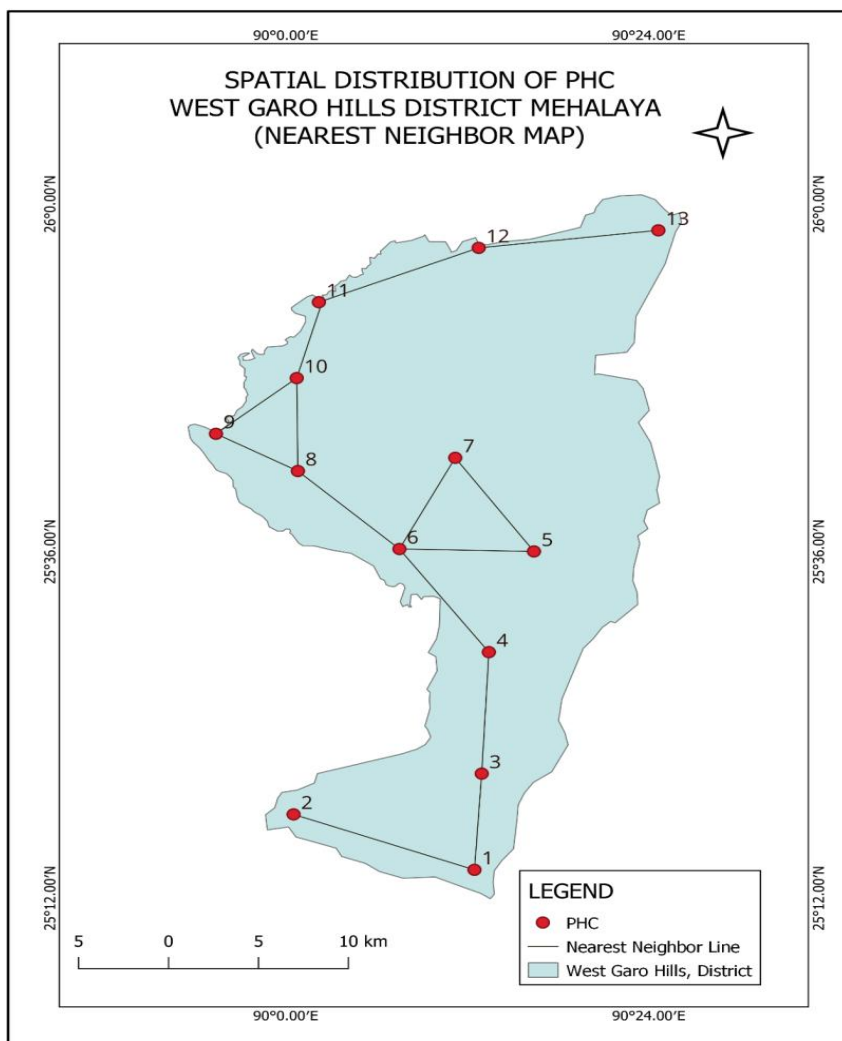 90°0.00′E
90°24.00′E
SPATIAL DISTRIBUTION OF PHC
WEST GARO HILLS DISTRICT MEHALAYA
(NEAREST NEIGHBOR MAP)
26°0.00′N
26°0.00′N
13
12
11
10
9
8
7
6
5
25°36.00′N
25°36.00′N
4
3
2
1
25°12.00′N
25°12.00′N
LEGEND
PHC
Nearest Neighbor Line
West Garo Hills, District
5 0 5 10 km
90°0.00′E
90°24.00′E